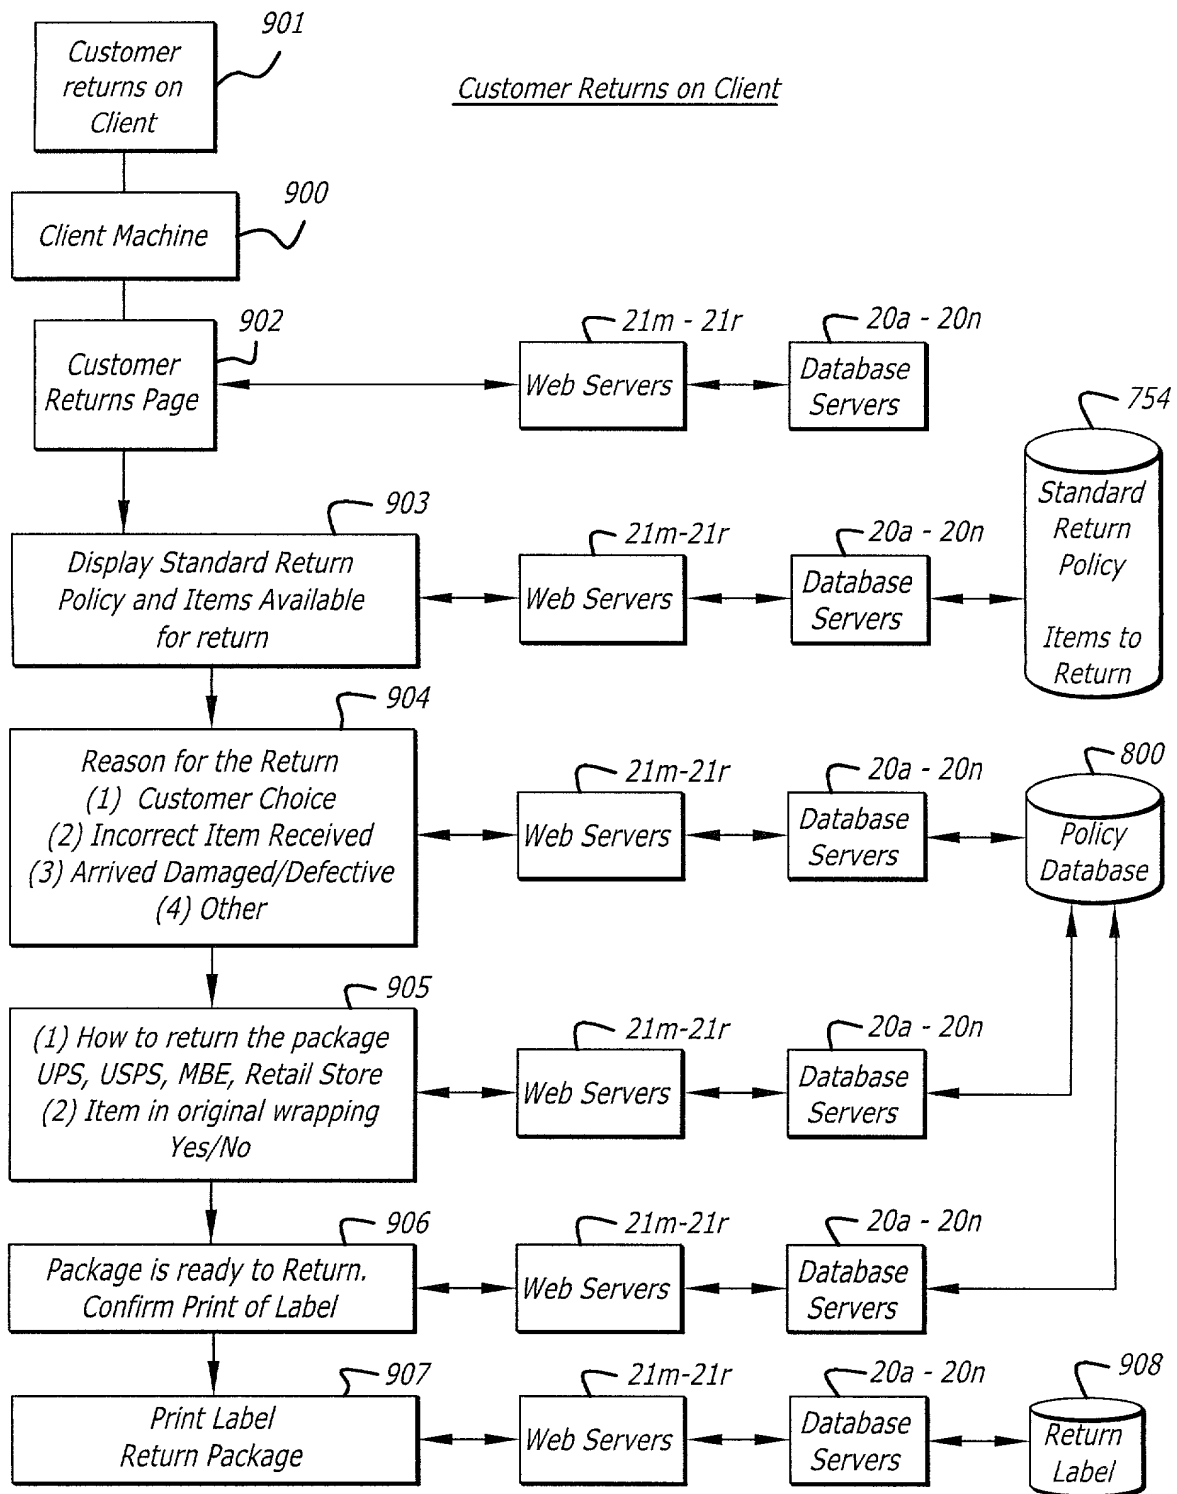 901
Customer
returns on
Client
Customer Returns on Client
900
Client Machine
902
Customer
Returns Page
21m - 21r
Web Servers
20a - 20n
Database
Servers
754
Standard
Return
Policy
Items to
Return
903
Display Standard Return
Policy and Items Available
for return
21m-21r
Web Servers
20a - 20n
Database
Servers
904
Reason for the Return
(1) Customer Choice
(2) Incorrect Item Received
(3) Arrived Damaged/Defective
(4) Other
21m-21r
Web Servers
20a - 20n
Database
Servers
800
Policy
Database
905
(1) How to return the package
UPS, USPS, MBE, Retail Store
(2) Item in original wrapping
Yes/No
21m-21r
Web Servers
20a - 20n
Database
Servers
906
Package is ready to Return.
Confirm Print of Label
21m-21r
Web Servers
20a - 20n
Database
Servers
907
Print Label
Return Package
21m-21r
Web Servers
20a - 20n
Database
Servers
908
Return
Label